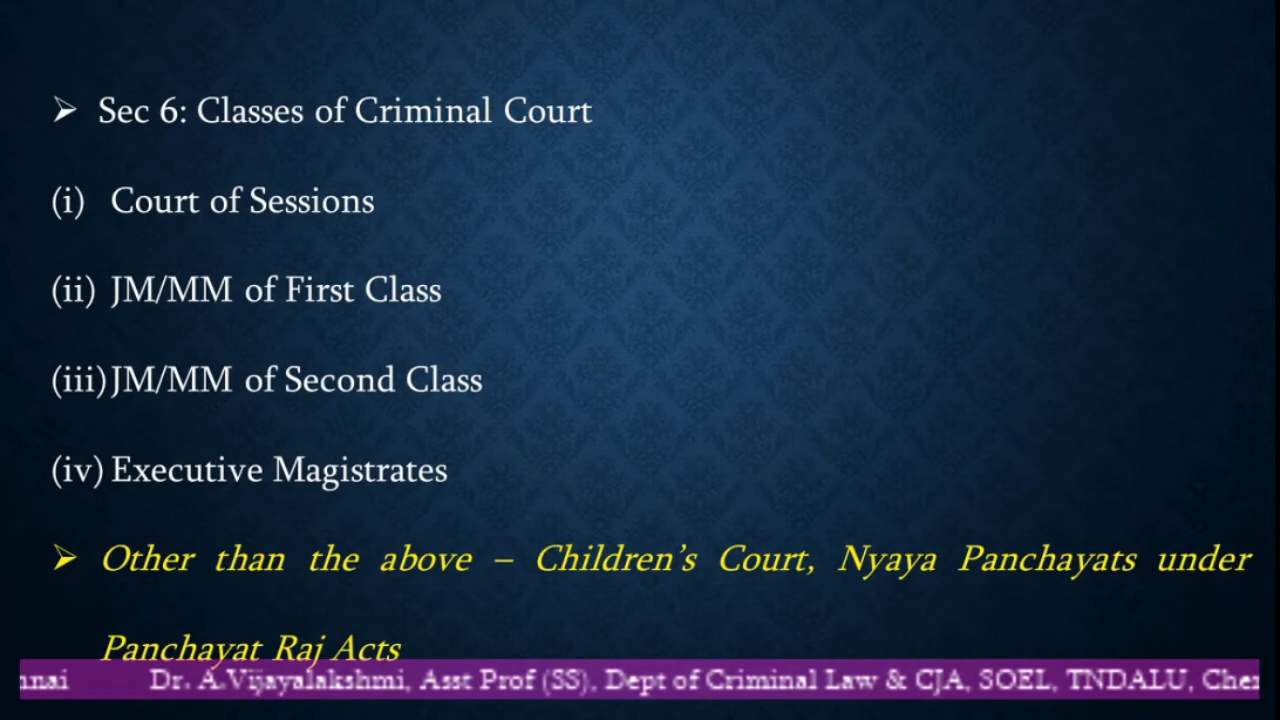 ➢ Sec 6: Classes of Criminal Court
(i) Court of Sessions
(ii) JM/MM of First Class
(iii) JM/MM of Second Class
(iv) Executive Magistrates
➢ Other than the above – Children's Court, Nyaya Panchayats under
Panchayat Raj Acts
nnai Dr. A.Vijayalakshmi, Asst Prof (SS), Dept of Criminal Law & CJA, SOEL, TNDALU, Che